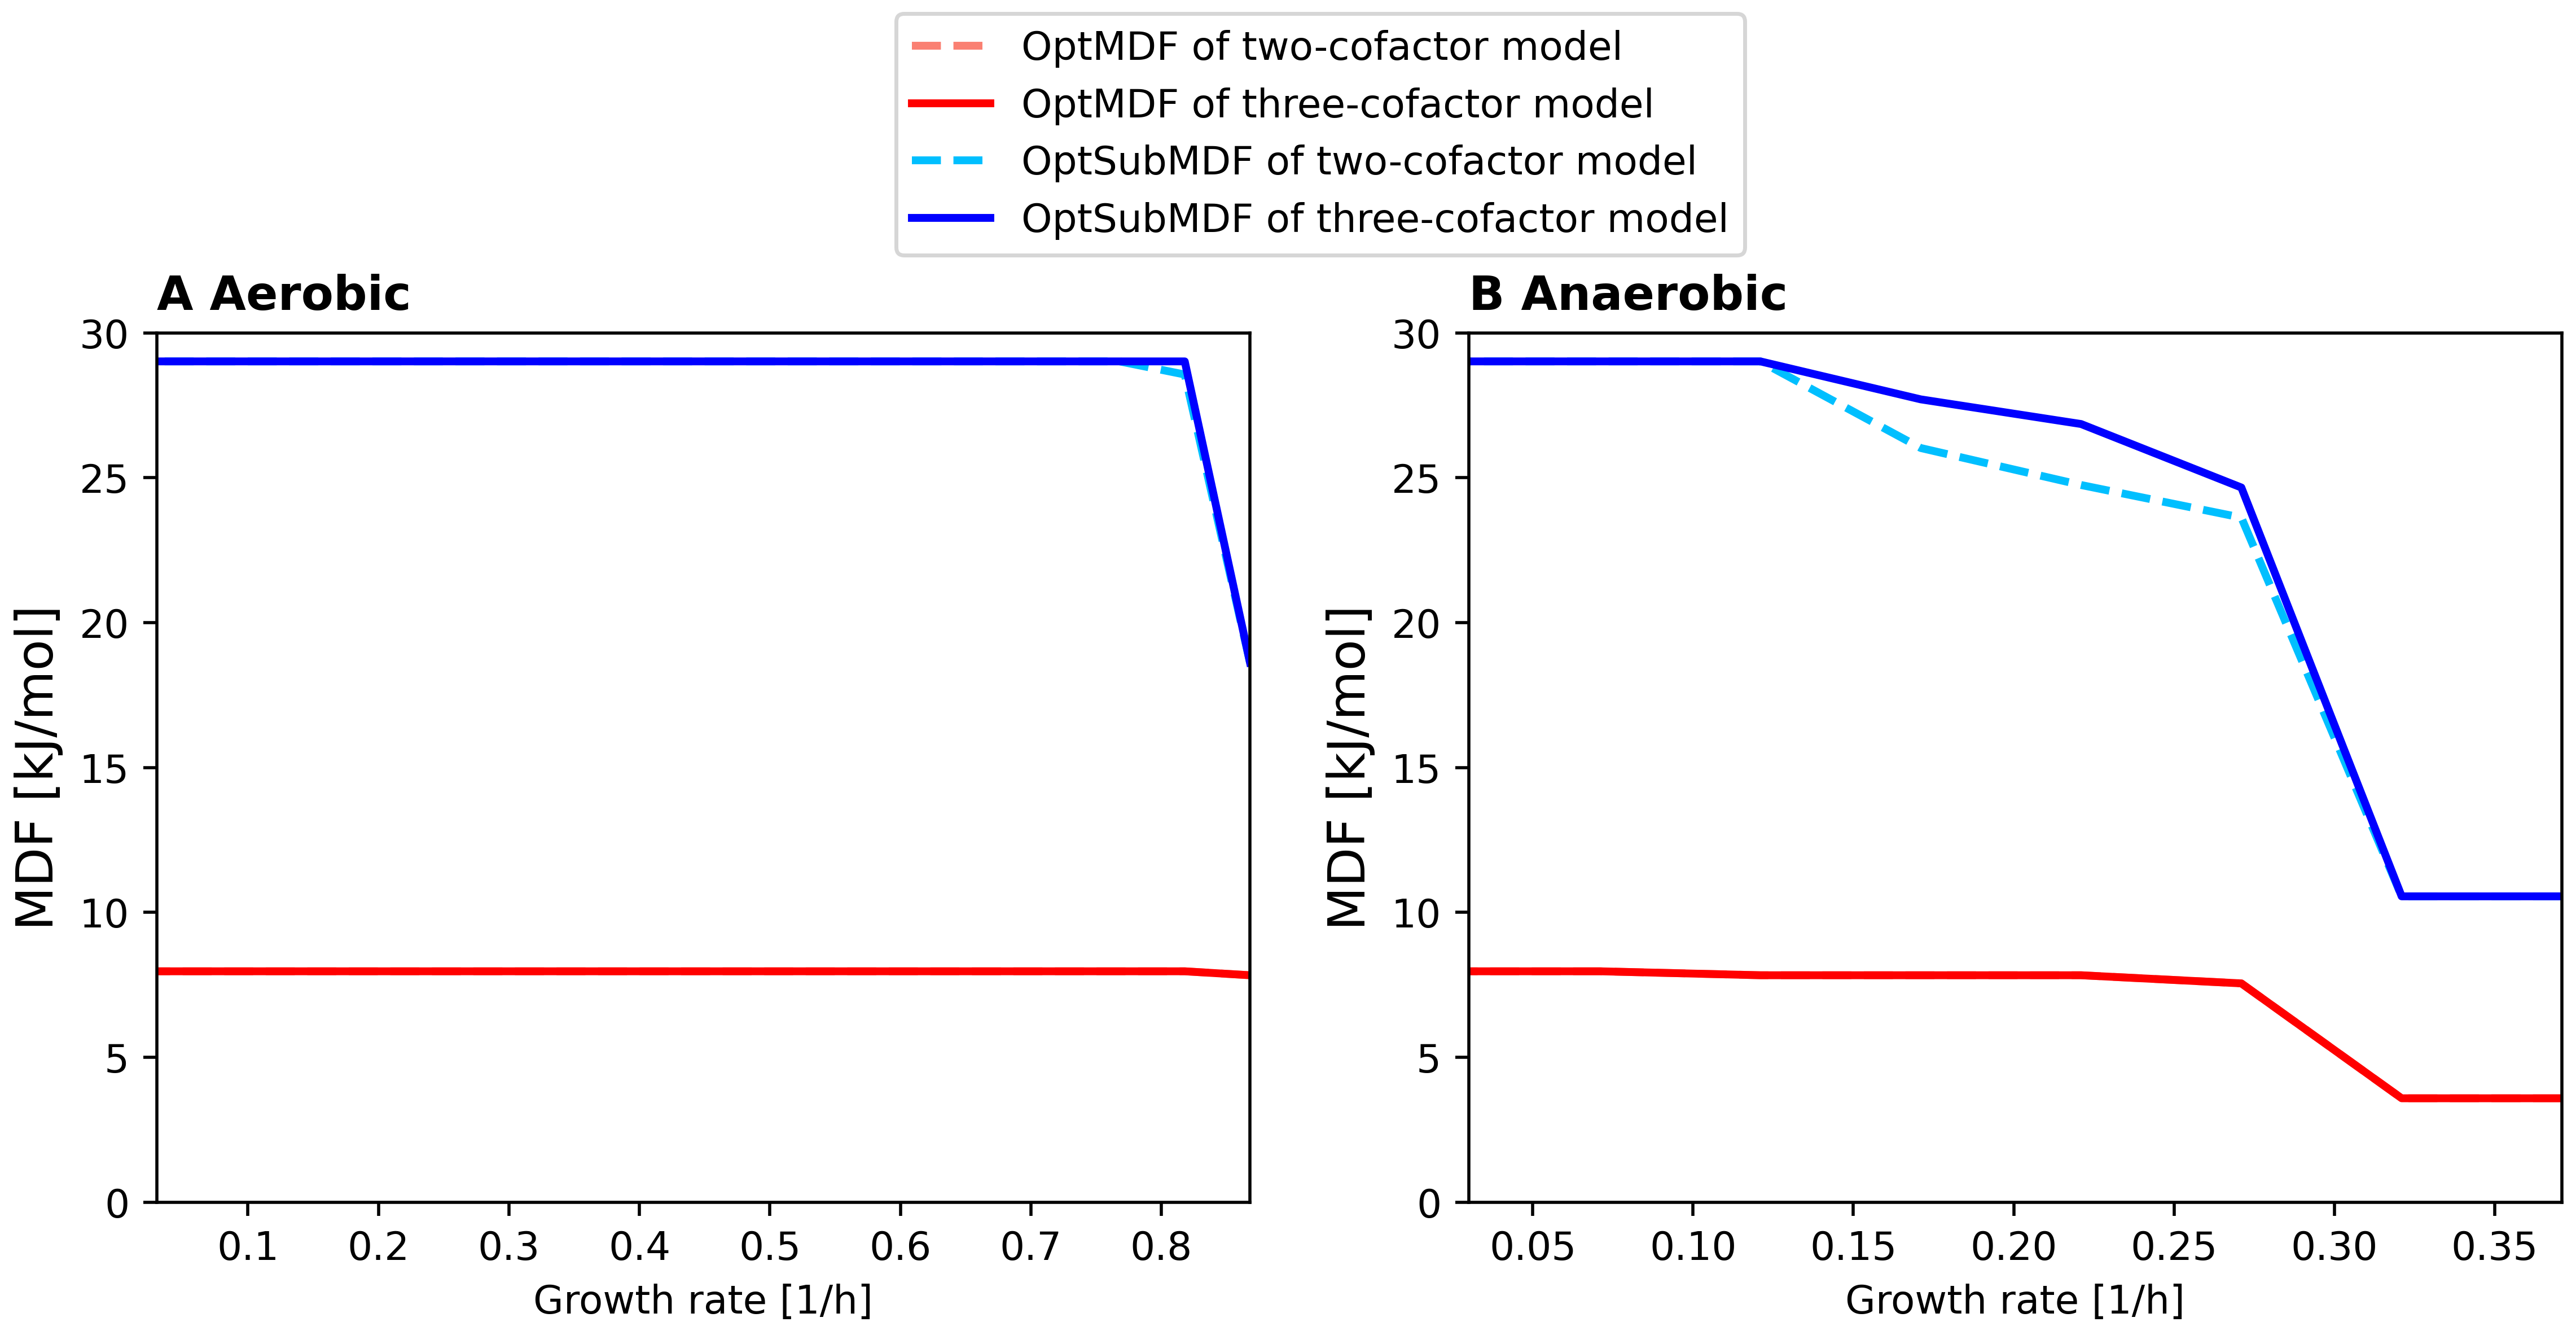 OptMDF of two-cofactor model
OptMDF of three-cofactor model
OptSubMDF of two-cofactor model
OptSubMDF of three-cofactor model
A Aerobic
30
25
20
15
10
5
0
MDF [kJ/mol]
0.1 0.2 0.3 0.4 0.5 0.6 0.7 0.8
Growth rate [1/h]
B Anaerobic
30
25
20
15
10
5
0
MDF [kJ/mol]
0.05 0.10 0.15 0.20 0.25 0.30 0.35
Growth rate [1/h]